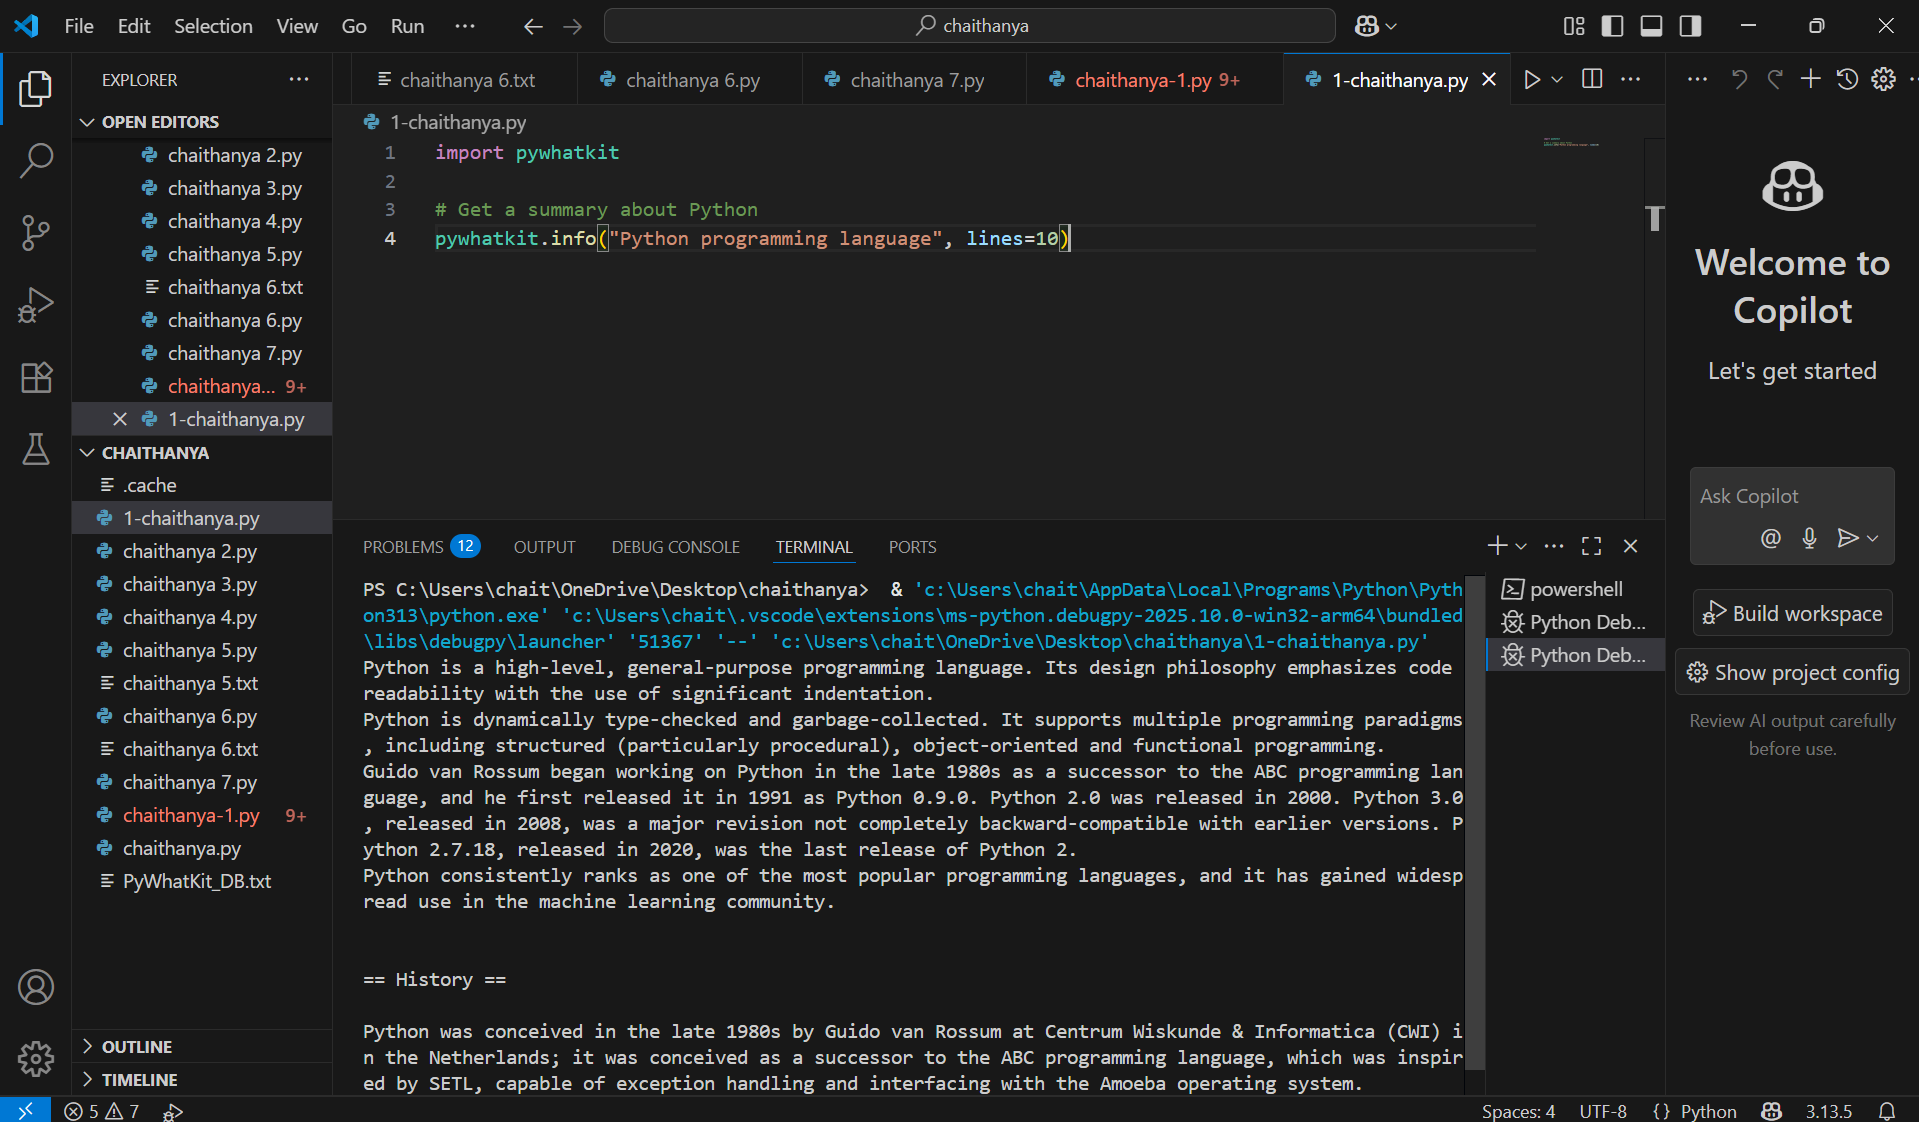 File Edit Selection View Go Run ··· chaithanya
EXPLORER ···
OPEN EDITORS
chaithanya 2.py
chaithanya 3.py
chaithanya 4.py
chaithanya 5.py
chaithanya 6.txt
chaithanya 6.py
chaithanya 7.py
chaithanya... 9+
1-chaithanya.py
CHAITHANYA
.cache
1-chaithanya.py
chaithanya 2.py
chaithanya 3.py
chaithanya 4.py
chaithanya 5.py
chaithanya 5.txt
chaithanya 6.py
chaithanya 6.txt
chaithanya 7.py
chaithanya-1.py 9+
chaithanya.py
PyWhatKit_DB.txt
OUTLINE
TIMELINE
chaithanya 6.txt chaithanya 6.py chaithanya 7.py chaithanya-1.py 9+ 1-chaithanya.py
1-chaithanya.py
1 import pywhatkit
2
3 # Get a summary about Python
4 pywhatkit.info("Python programming language", lines=10)
PROBLEMS 12 OUTPUT DEBUG CONSOLE TERMINAL PORTS
PS C:\Users\chait\OneDrive\Desktop\chaithanya>  & 'c:\Users\chait\AppData\Local\Programs\Python\Pyth
on313\python.exe' 'c:\Users\chait\.vscode\extensions\ms-python.debugpy-2025.10.0-win32-arm64\bundled
\libs\debugpy\launcher' '51367' '--' 'c:\Users\chait\OneDrive\Desktop\chaithanya\1-chaithanya.py'
Python is a high-level, general-purpose programming language. Its design philosophy emphasizes code
readability with the use of significant indentation.
Python is dynamically type-checked and garbage-collected. It supports multiple programming paradigms
, including structured (particularly procedural), object-oriented and functional programming.
Guido van Rossum began working on Python in the late 1980s as a successor to the ABC programming lan
guage, and he first released it in 1991 as Python 0.9.0. Python 2.0 was released in 2000. Python 3.0
, released in 2008, was a major revision not completely backward-compatible with earlier versions. P
ython 2.7.18, released in 2020, was the last release of Python 2.
Python consistently ranks as one of the most popular programming languages, and it has gained widesp
read use in the machine learning community.
== History ==
Python was conceived in the late 1980s by Guido van Rossum at Centrum Wiskunde & Informatica (CWI) i
n the Netherlands; it was conceived as a successor to the ABC programming language, which was inspir
ed by SETL, capable of exception handling and interfacing with the Amoeba operating system.
powershell
Python Deb...
Python Deb...
Welcome to
Copilot
Let's get started
Ask Copilot
@
Build workspace
Show project config
Review AI output carefully
before use.
5 7 Spaces: 4 UTF-8 {} Python 3.13.5